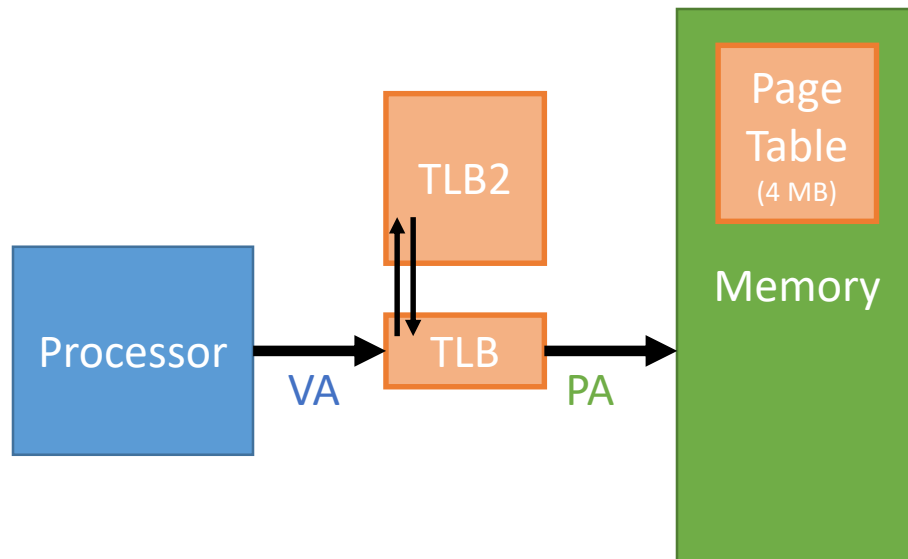 Processor
VA
TLB2
TLB
PA
Page
Table
(4 MB)
Memory